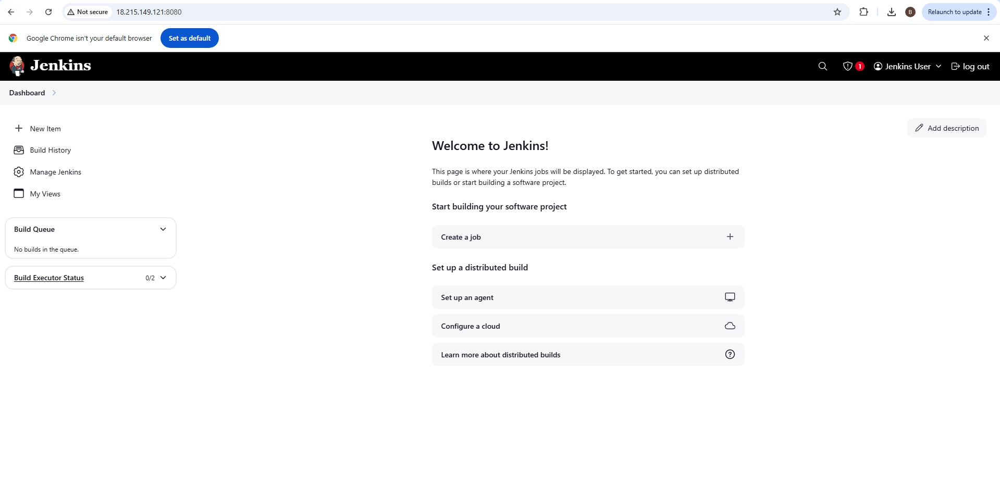 Not secure 18.215.149.121:8080 B Relaunch to update
Google Chrome isn't your default browser Set as default
Jenkins 1 Jenkins User log out
Dashboard
New Item
Add description
Build History
Manage Jenkins
My Views
Build Queue
No builds in the queue.
Build Executor Status 0/2
Welcome to Jenkins!
This page is where your Jenkins jobs will be displayed. To get started, you can set up distributed
builds or start building a software project.
Start building your software project
Create a job
Set up a distributed build
Set up an agent
Configure a cloud
Learn more about distributed builds